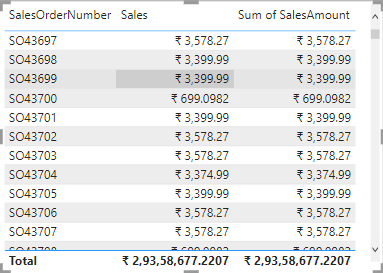 SalesOrderNumber Sales Sum of SalesAmount
SO43697 ₹ 3,578.27 ₹ 3,578.27
SO43698 ₹ 3,399.99 ₹ 3,399.99
SO43699 ₹ 3,399.99 ₹ 3,399.99
SO43700 ₹ 699.0982 ₹ 699.0982
SO43701 ₹ 3,399.99 ₹ 3,399.99
SO43702 ₹ 3,578.27 ₹ 3,578.27
SO43703 ₹ 3,578.27 ₹ 3,578.27
SO43704 ₹ 3,374.99 ₹ 3,374.99
SO43705 ₹ 3,399.99 ₹ 3,399.99
SO43706 ₹ 3,578.27 ₹ 3,578.27
SO43707 ₹ 3,578.27 ₹ 3,578.27
Total ₹ 2,93,58,677.2207 ₹ 2,93,58,677.2207